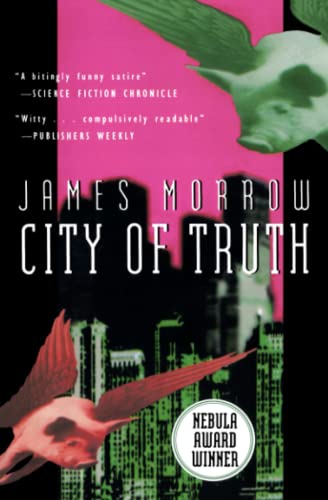 "A bitingly funny satire"
—SCIENCE FICTION CHRONICLE
"Witty . . . compulsively readable"
—PUBLISHERS WEEKLY
JAMES MORROW
CITY OF TRUTH
NEBULA
AWARD
WINNER